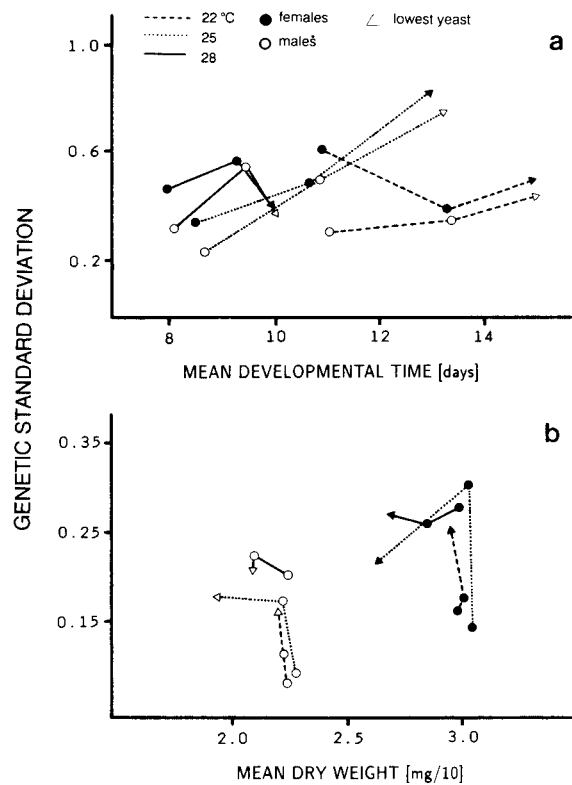 22 °C
25
28
females
males
lowest yeast
a
1.0
0.6
0.2
8 10 12 14
MEAN DEVELOPMENTAL TIME [days]
GENETIC STANDARD DEVIATION
b
0.35
0.25
0.15
2.0 2.5 3.0
MEAN DRY WEIGHT [mg/10]